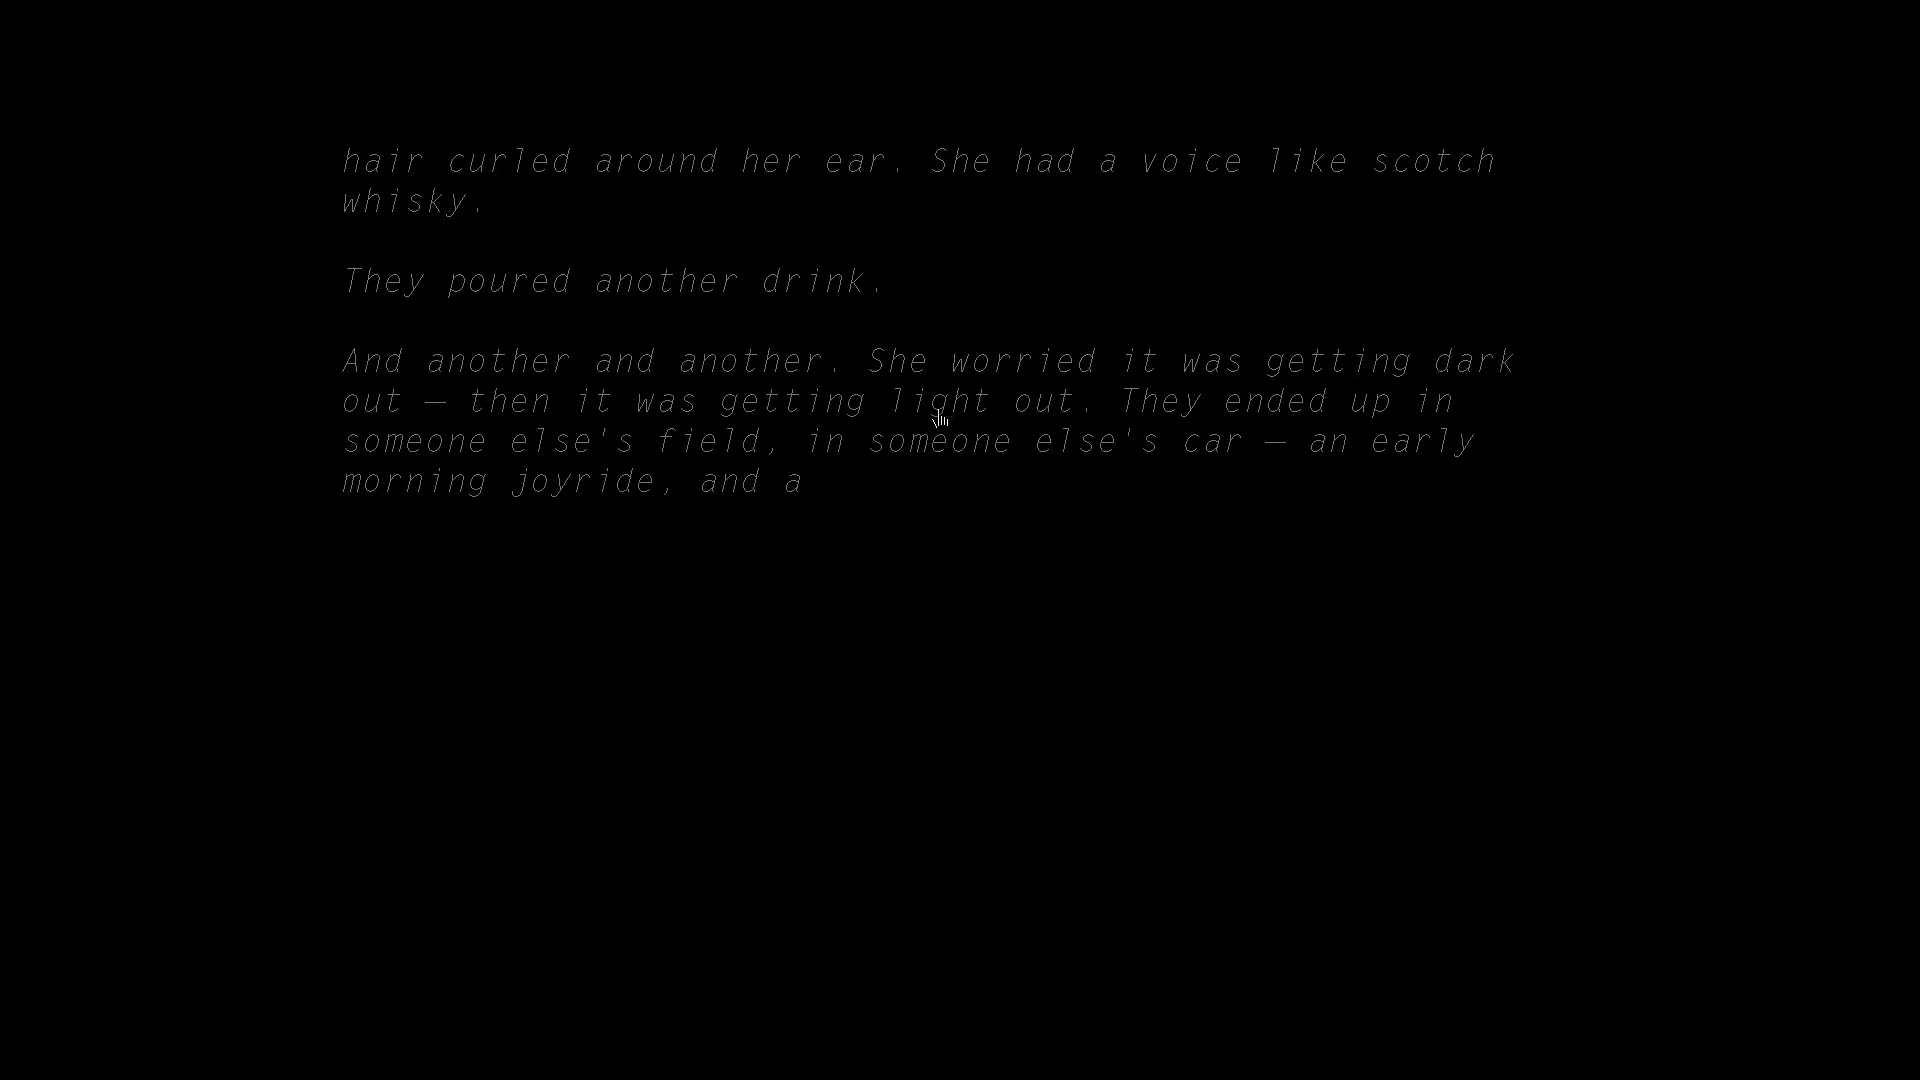 hair curled around her ear. She had a voice like scotch
whisky.
They poured another drink.
And another and another. She worried it was getting dark
out — then it was getting light out. They ended up in
someone else's field, in someone else's car — an early
morning joyride, and a